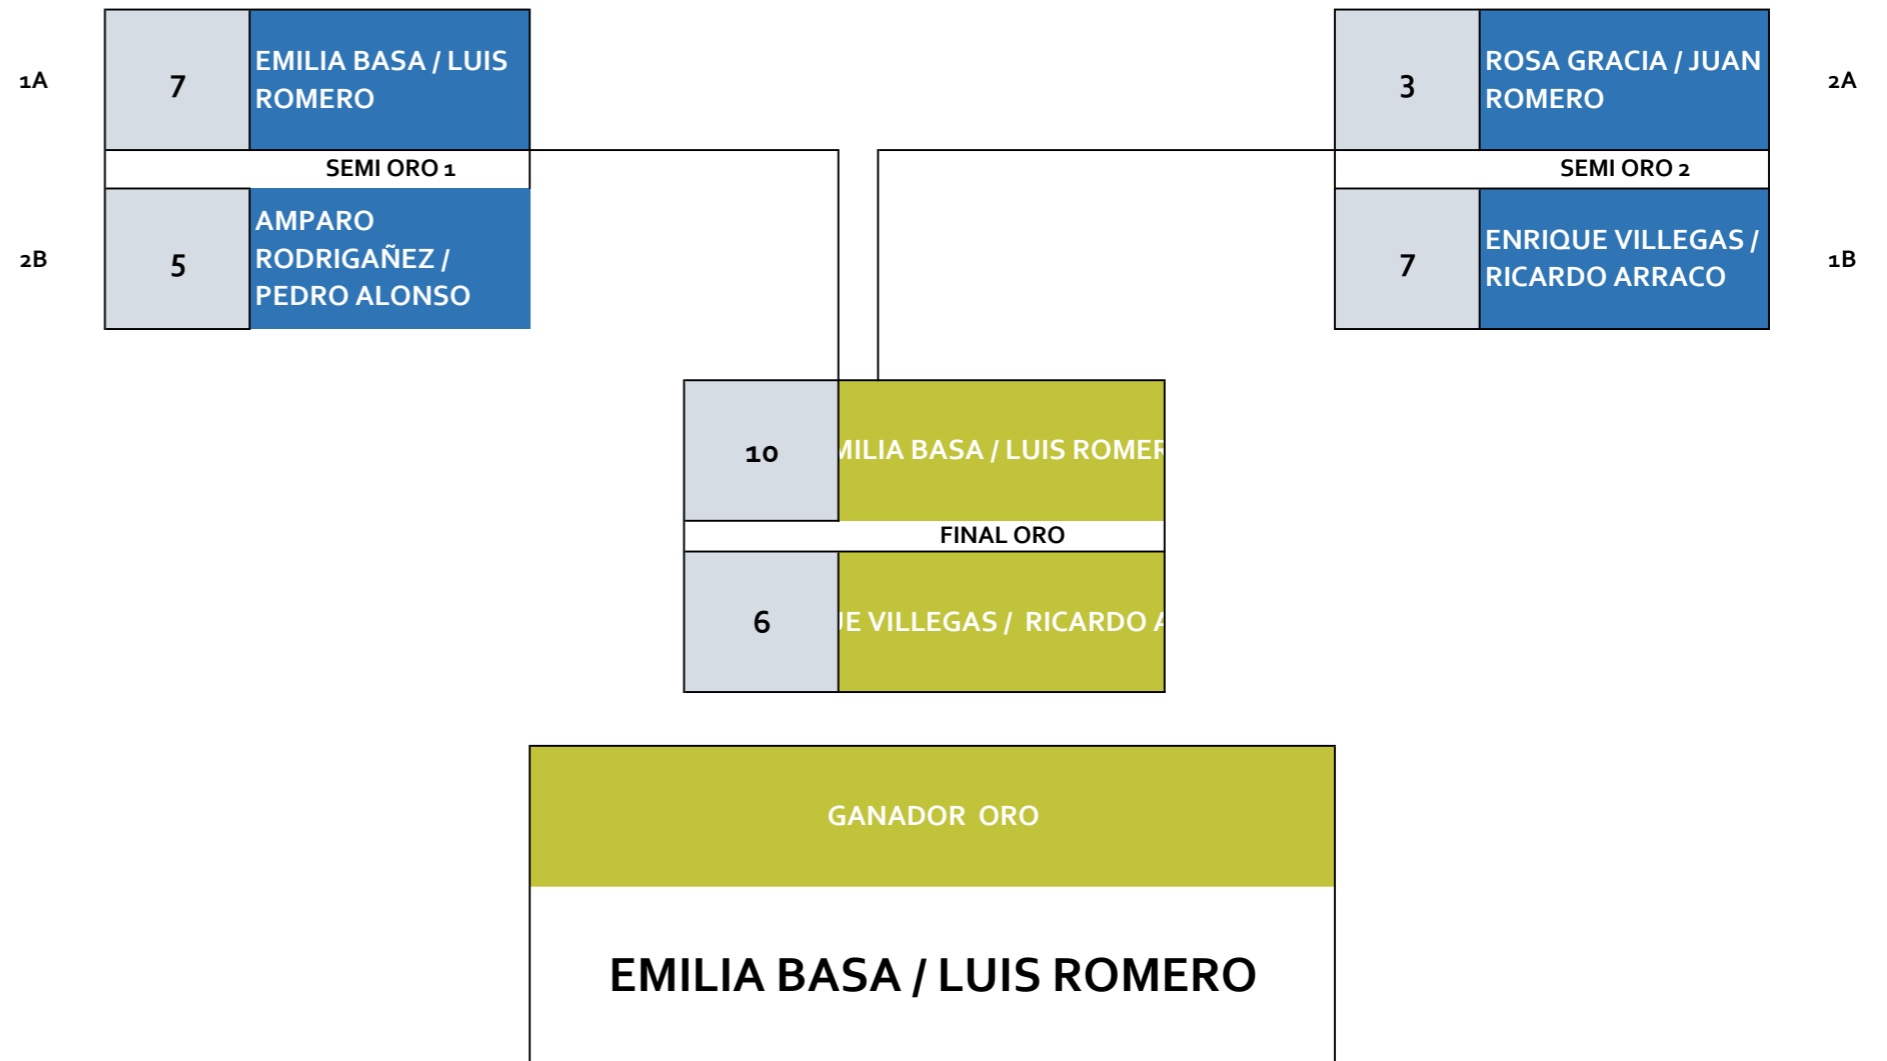 1A
7
EMILIA BASA / LUIS
ROMERO
SEMI ORO 1
2B
5
AMPARO
RODRIGAÑEZ /
PEDRO ALONSO
3
ROSA GRACIA / JUAN
ROMERO
2A
SEMI ORO 2
7
ENRIQUE VILLEGAS /
RICARDO ARRACO
1B
10
BASA / LUIS
FINAL ORO
6
VILLEGAS / RICARDO
GANADOR ORO
EMILIA BASA / LUIS ROMERO